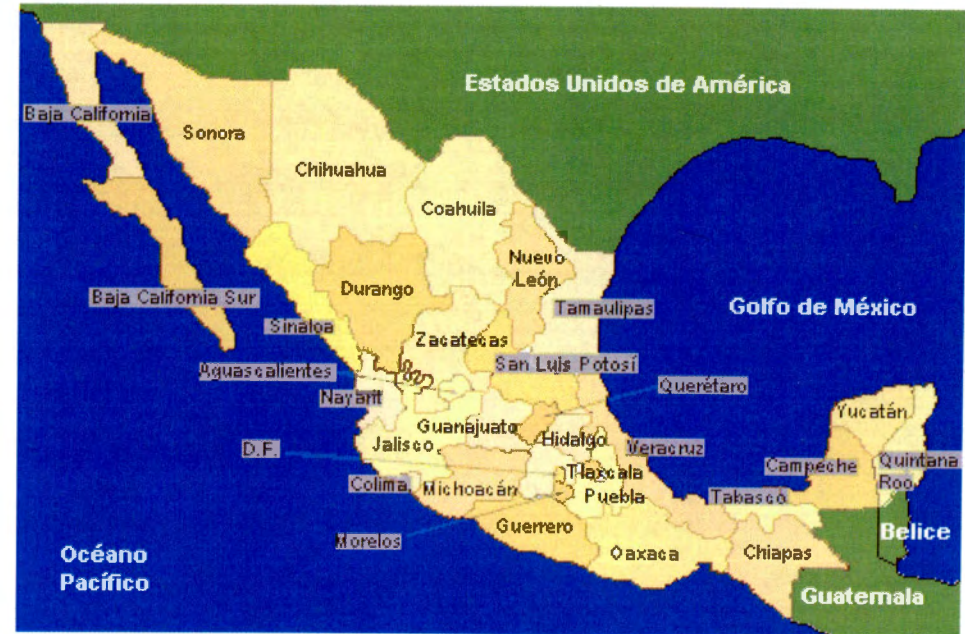 Estados Unidos de América
Baja California
Sonora
Chihuahua
Coahuila
Nuevo
León
Durango
Baja California Sur
Tamaulipas
Golfo de México
Sinaloa
Zacatecas
San Luis Potosí
Aguascalientes
Querétaro
Nayarit
Yucatán
Guanajuato
Hidalgo
Jalisco
D.F.
Veracruz
Campeche
Quintana
Roo
Tlaxcala
Colima
Michoacán
Puebla
Tabasco
Guerrero
Morelos
Belice
Océano
Pacífico
Oaxaca
Chiapas
Guatemala